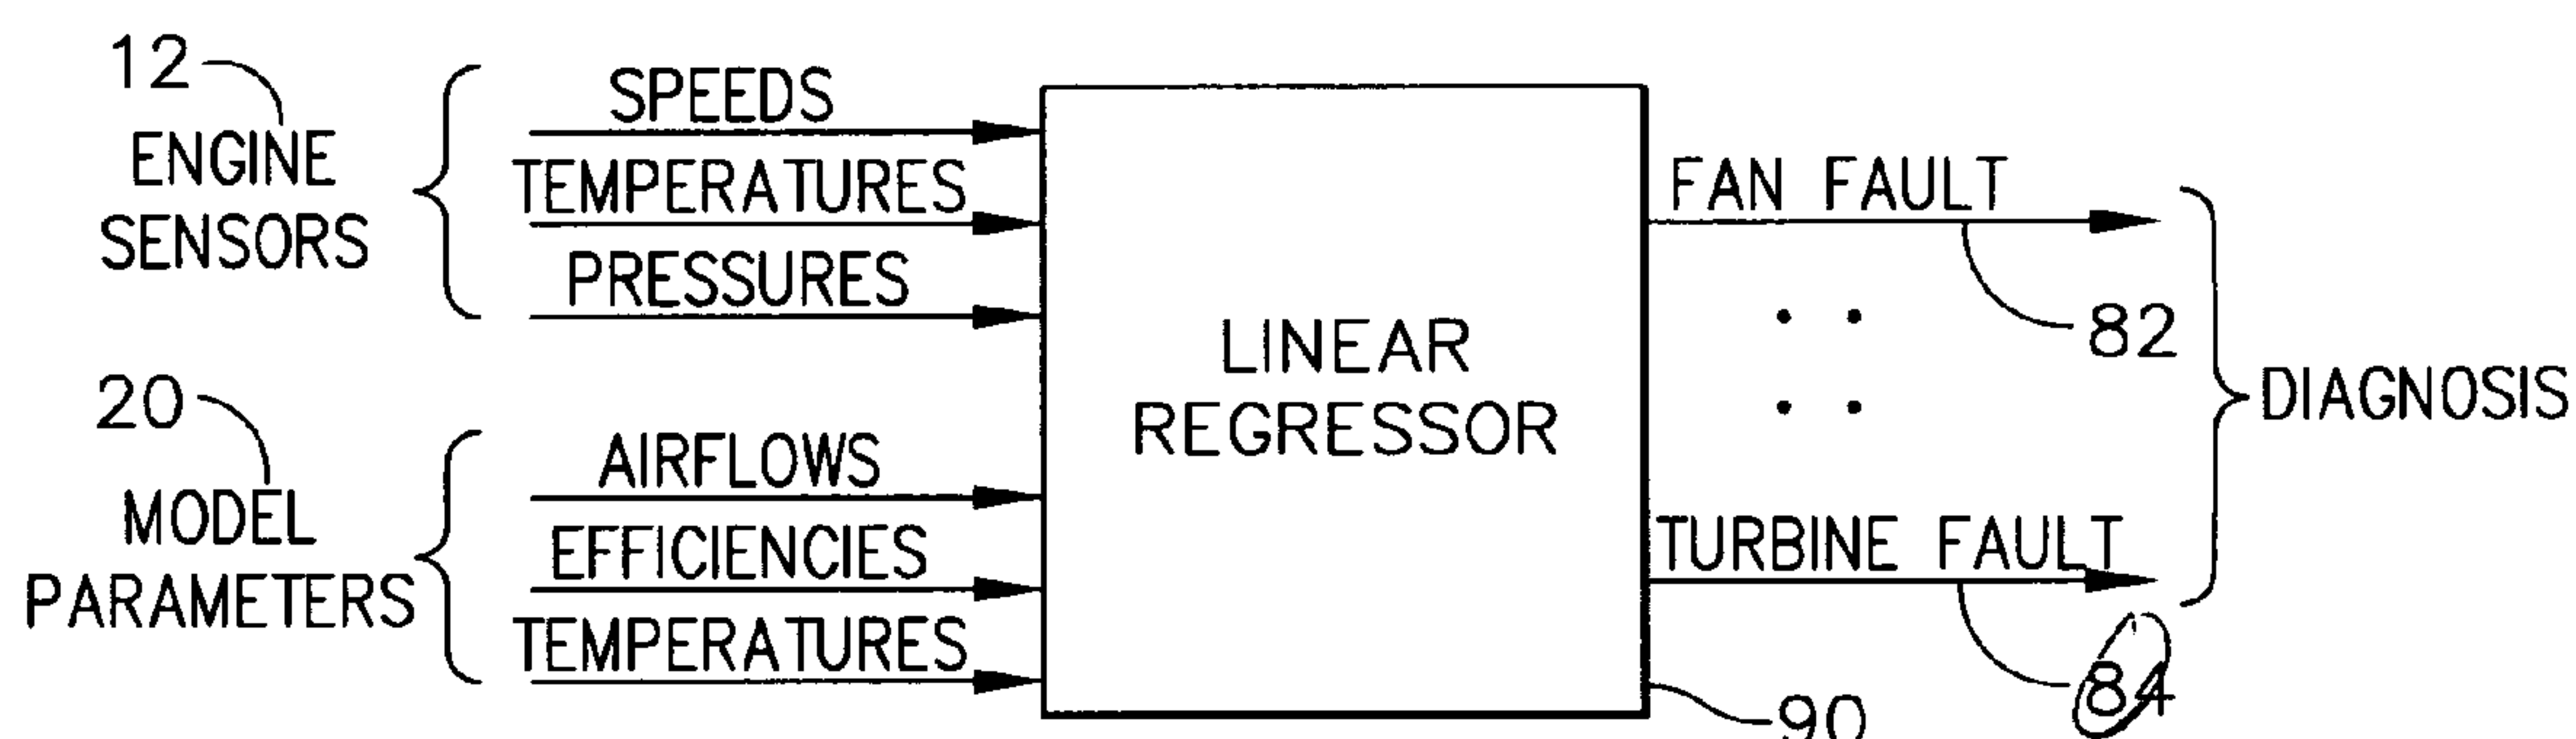 12
ENGINE
SENSORS
SPEEDS
TEMPERATURES
PRESSURES
20
MODEL
PARAMETERS
AIRFLOWS
EFFICIENCIES
TEMPERATURES
LINEAR
REGRESSOR
90
FAN FAULT
82
TURBINE FAULT
84
DIAGNOSIS